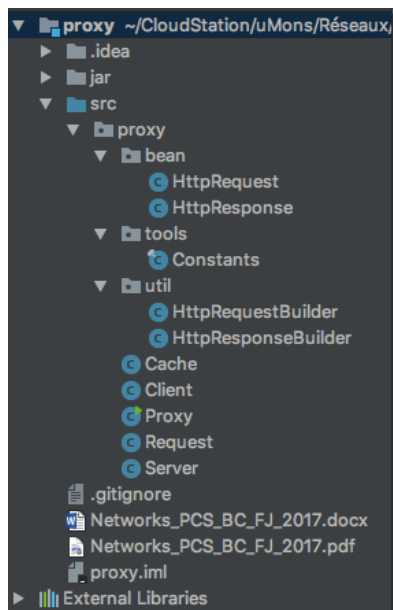 proxy ~/CloudStation/uMons/Réseaux/
.idea
jar
src
proxy
bean
HttpRequest
HttpResponse
tools
Constants
util
HttpRequestBuilder
HttpResponseBuilder
Cache
Client
Proxy
Request
Server
.gitignore
Networks_PCS_BC_FJ_2017.docx
Networks_PCS_BC_FJ_2017.pdf
proxy.iml
External Libraries